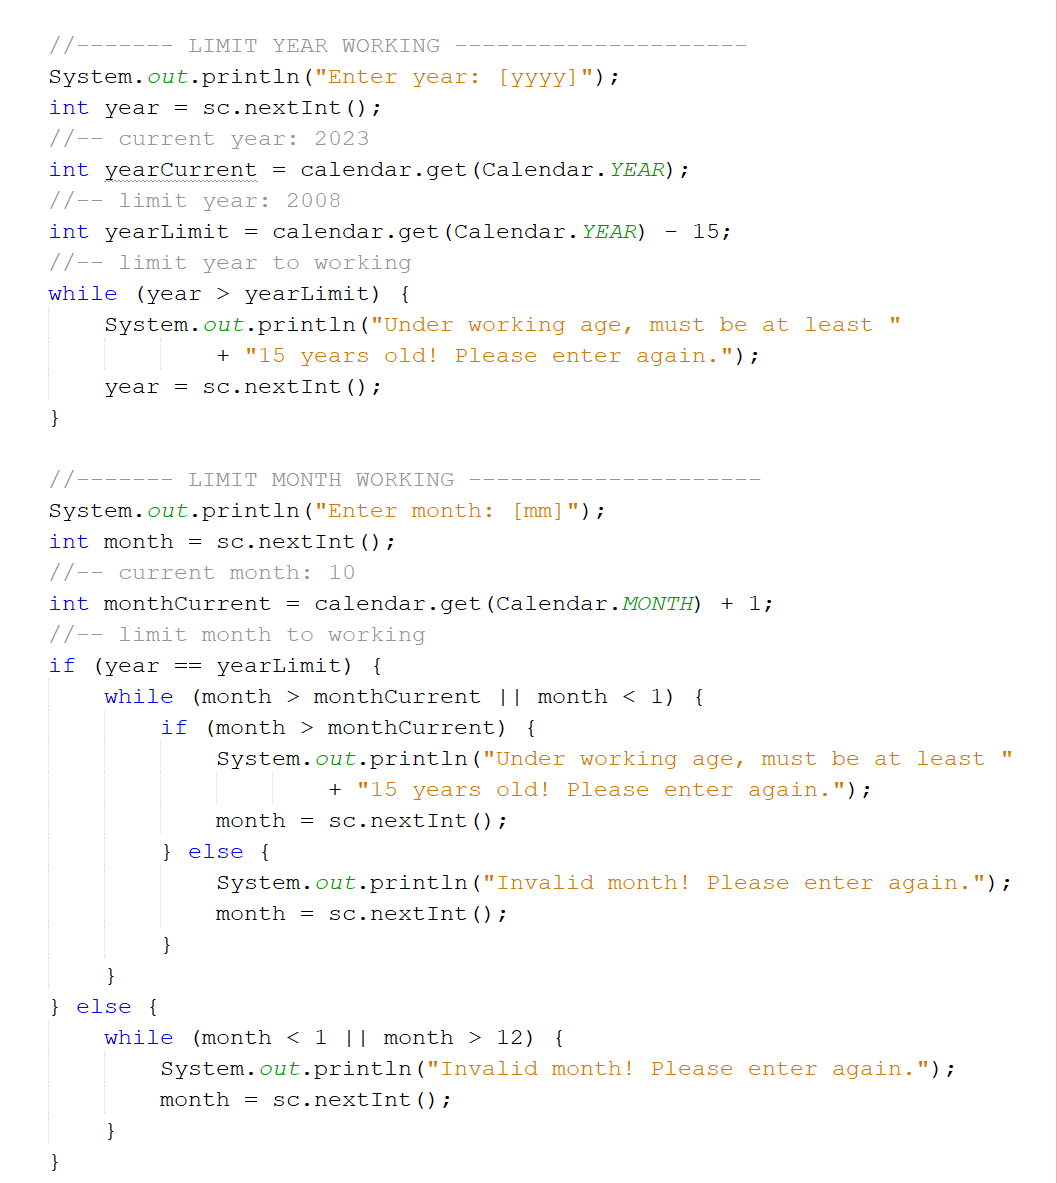 //------- LIMIT YEAR WORKING ---------------------
System.out.println("Enter year: [yyyy]");
int year = sc.nextInt();
//-- current year: 2023
int yearCurrent = calendar.get(Calendar.YEAR);
//-- limit year: 2008
int yearLimit = calendar.get(Calendar.YEAR) - 15;
//-- limit year to working
while (year > yearLimit) {
    System.out.println("Under working age, must be at least "
            + "15 years old! Please enter again.");
    year = sc.nextInt();
}

//------- LIMIT MONTH WORKING ---------------------
System.out.println("Enter month: [mm]");
int month = sc.nextInt();
//-- current month: 10
int monthCurrent = calendar.get(Calendar.MONTH) + 1;
//-- limit month to working
if (year == yearLimit) {
    while (month > monthCurrent || month < 1) {
        if (month > monthCurrent) {
            System.out.println("Under working age, must be at least "
                    + "15 years old! Please enter again.");
            month = sc.nextInt();
        } else {
            System.out.println("Invalid month! Please enter again.");
            month = sc.nextInt();
        }
    }
} else {
    while (month < 1 || month > 12) {
        System.out.println("Invalid month! Please enter again.");
        month = sc.nextInt();
    }
}